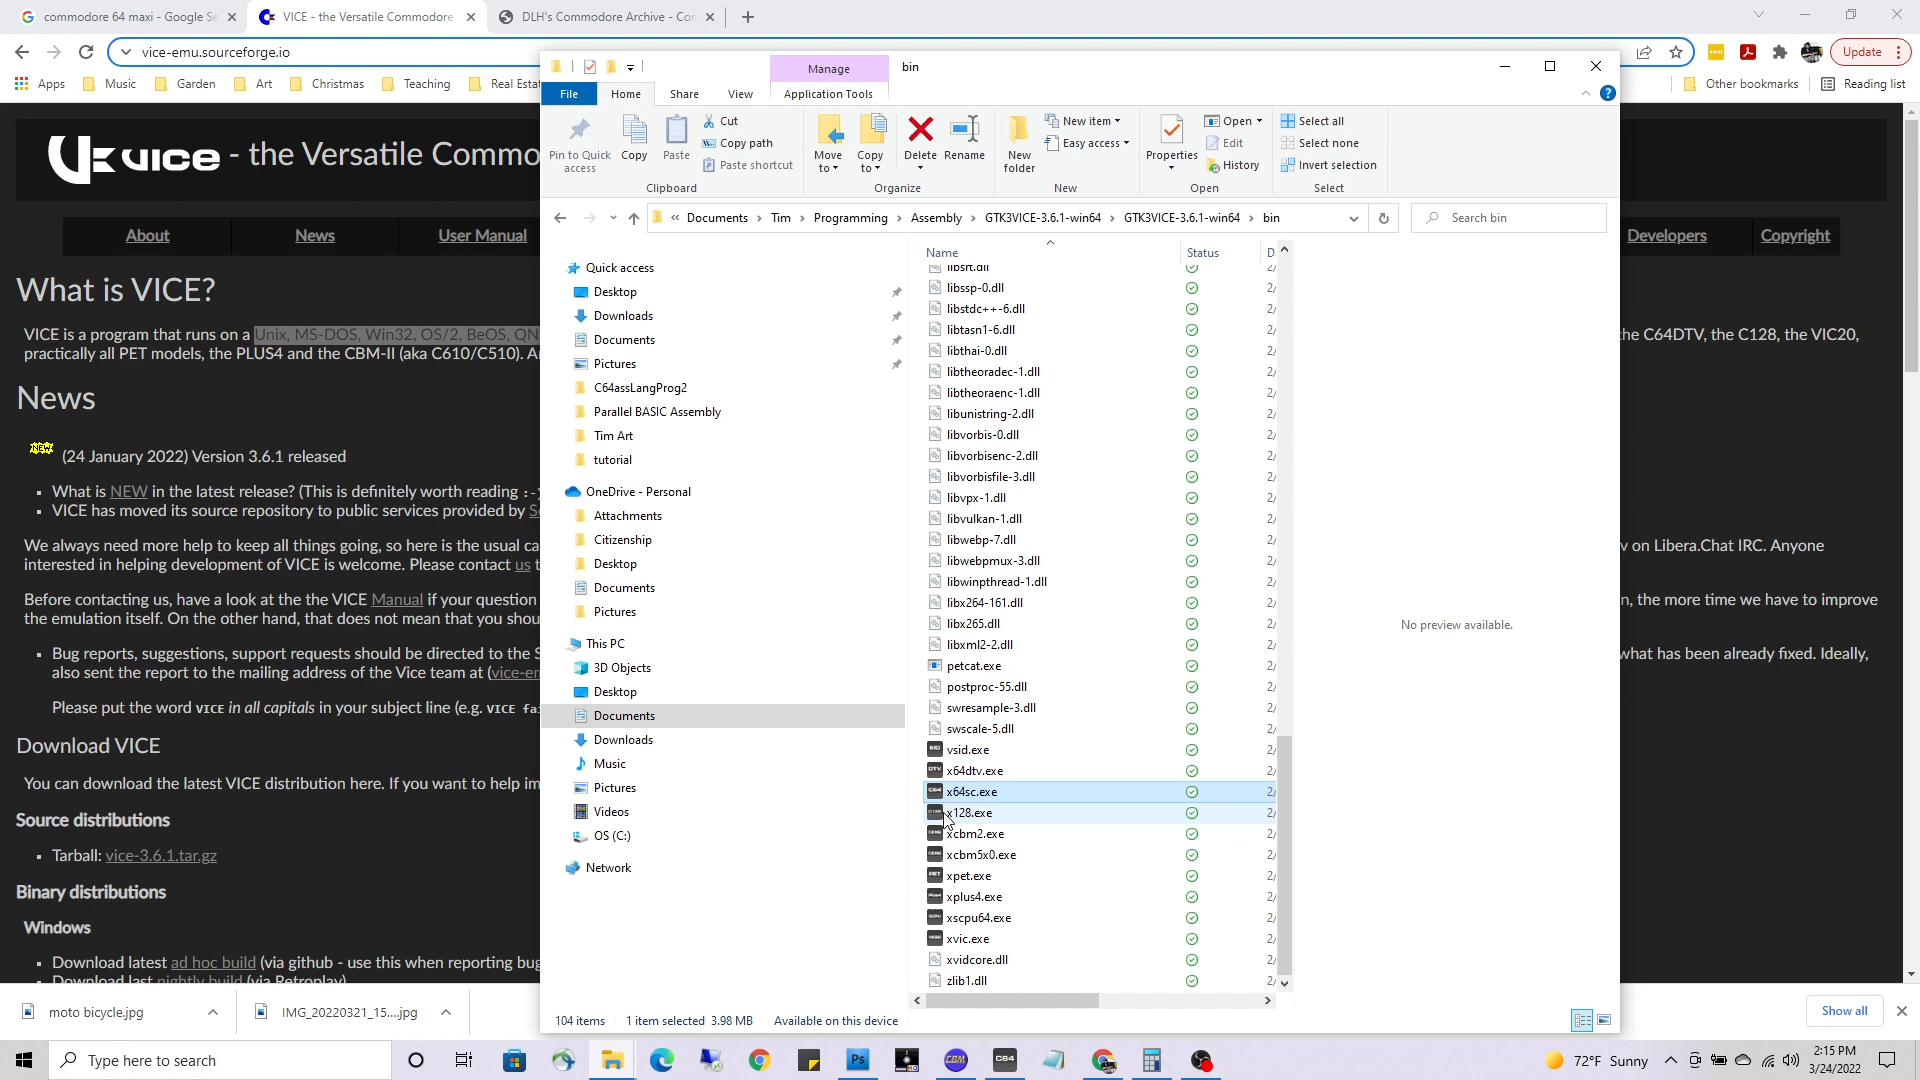 commodore 64 maxi - Google Se
VICE - the Versatile Commodore
DLH's Commodore Archive - Con
vice-emu.sourceforge.io
Update
Apps
Music
Garden
Art
Christmas
Teaching
Real Esta
Other bookmarks
Reading list
Manage
bin
File
Home
Share
View
Application Tools
Pin to Quick access
Copy
Paste
Cut
Copy path
Paste shortcut
Clipboard
Move to
Copy to
Delete
Rename
Organize
New folder
New item
Easy access
New
Properties
Open
Edit
History
Open
Select all
Select none
Invert selection
Select
« Documents > Tim > Programming > Assembly > GTK3VICE-3.6.1-win64 > GTK3VICE-3.6.1-win64 > bin
Search bin
Quick access
Desktop
Downloads
Documents
Pictures
C64assLangProg2
Parallel BASIC Assembly
Tim Art
tutorial
OneDrive - Personal
Attachments
Citizenship
Desktop
Documents
Pictures
This PC
3D Objects
Desktop
Documents
Downloads
Music
Pictures
Videos
OS (C:)
Network
Name
Status
libsrt.dll
libssp-0.dll
libstdc++-6.dll
libtasn1-6.dll
libthai-0.dll
libtheoradec-1.dll
libtheoraenc-1.dll
libunistring-2.dll
libvorbis-0.dll
libvorbisenc-2.dll
libvorbisfile-3.dll
libvpx-1.dll
libvulkan-1.dll
libwebp-7.dll
libwebpmux-3.dll
libwinpthread-1.dll
libx264-161.dll
libx265.dll
libxml2-2.dll
petcat.exe
postproc-55.dll
swresample-3.dll
swscale-5.dll
vsid.exe
x64dtv.exe
x64sc.exe
x128.exe
xcbm2.exe
xcbm5x0.exe
xpet.exe
xplus4.exe
xscpu64.exe
xvic.exe
xvidcore.dll
zlib1.dll
No preview available.
104 items
1 item selected 3.98 MB
Available on this device
vice - the Versatile Commo
About
News
User Manual
Developers
Copyright
What is VICE?
VICE is a program that runs on a Unix, MS-DOS, Win32, OS/2, BeOS, QN
the C64DTV, the C128, the VIC20,
practically all PET models, the PLUS4 and the CBM-II (aka C610/C510). A
News
NEW
(24 January 2022) Version 3.6.1 released
What is NEW in the latest release? (This is definitely worth reading :-)
VICE has moved its source repository to public services provided by S
We always need more help to keep all things going, so here is the usual ca
v on Libera.Chat IRC. Anyone
interested in helping development of VICE is welcome. Please contact us t
Before contacting us, have a look at the the VICE Manual if your question
n, the more time we have to improve
the emulation itself. On the other hand, that does not mean that you shou
Bug reports, suggestions, support requests should be directed to the S
what has been already fixed. Ideally,
also sent the report to the mailing address of the Vice team at (vice-em
Please put the word VICE in all capitals in your subject line (e.g. VICE fa
Download VICE
You can download the latest VICE distribution here. If you want to help im
Source distributions
Tarball: vice-3.6.1.tar.gz
Binary distributions
Windows
Download latest ad hoc build (via github - use this when reporting bug
Download last nightly build (via Retroplay)
moto bicycle.jpg
IMG_20220321_15....jpg
Show all
Type here to search
Ps
CBM
C64
72°F Sunny
2:15 PM
3/24/2022